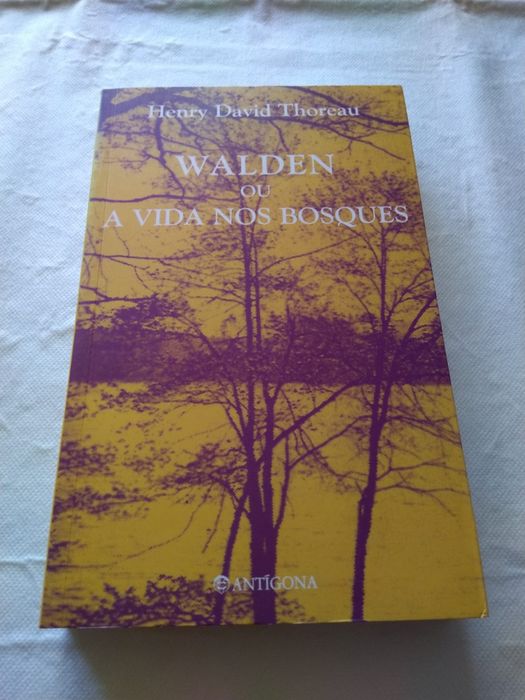 Henry David Thoreau
WALDEN
OU
A VIDA NOS BOSQUES
ANTÍGONA